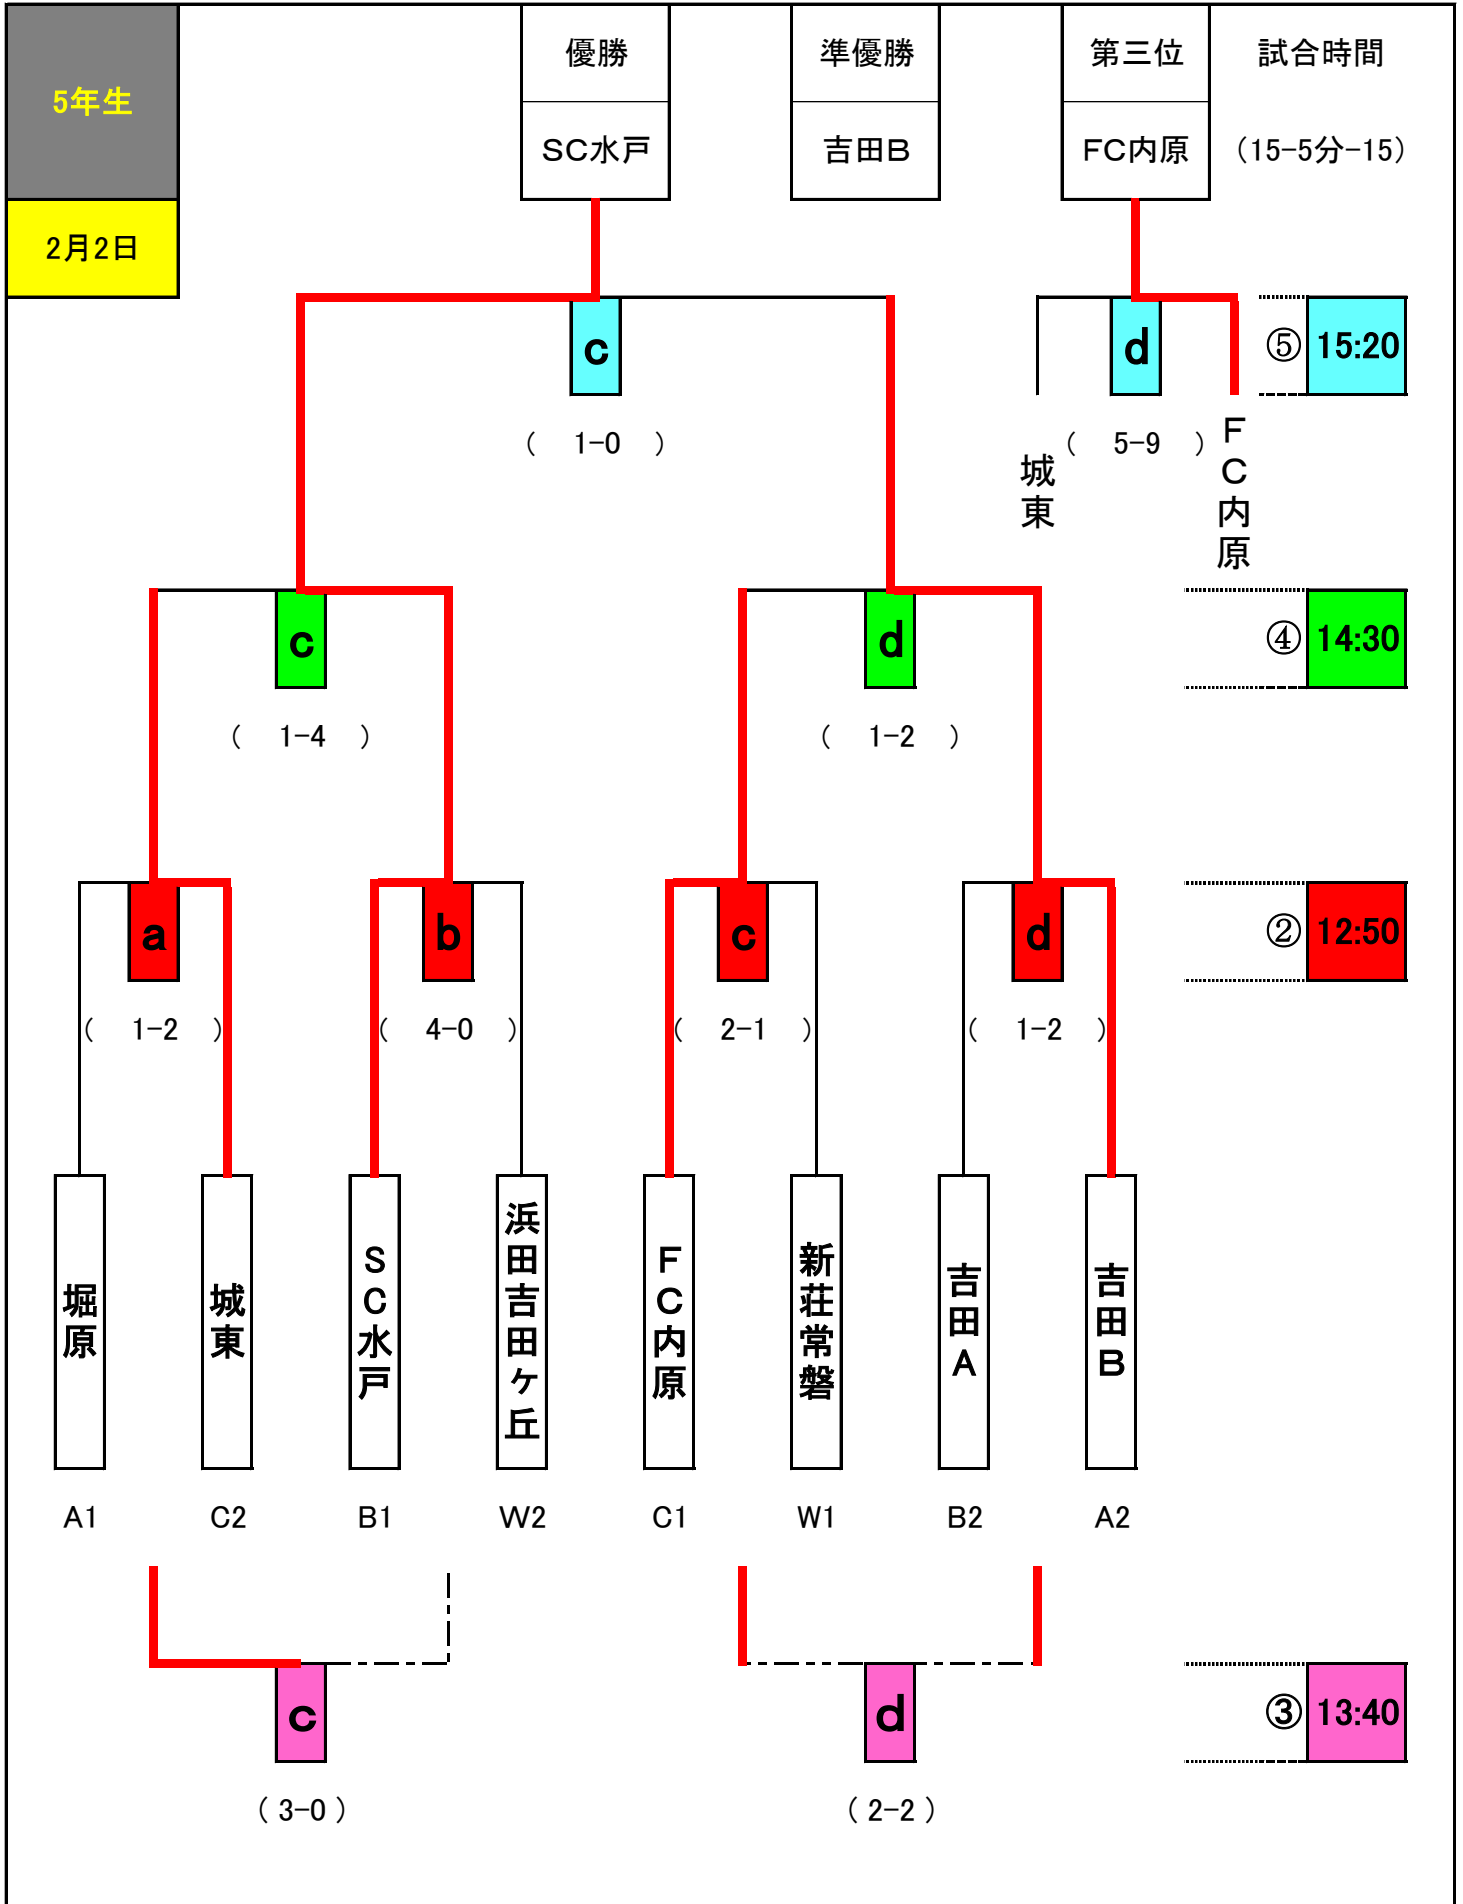 5年生
優勝
準優勝
第三位
試合時間
SC水戸
吉田B
FC内原
(15-5分-15)
2月2日
c
d
⑤
15:20
( 1-0 )
( 5-9 )
城東
FC内原
c
d
④
14:30
( 1-4 )
( 1-2 )
a
b
c
d
②
12:50
( 1-2 )
( 4-0 )
( 2-1 )
( 1-2 )
堀原
城東
SC水戸
浜田吉田ヶ丘
FC内原
新荘常磐
吉田A
吉田B
A1
C2
B1
W2
C1
W1
B2
A2
c
d
③
13:40
( 3-0 )
( 2-2 )